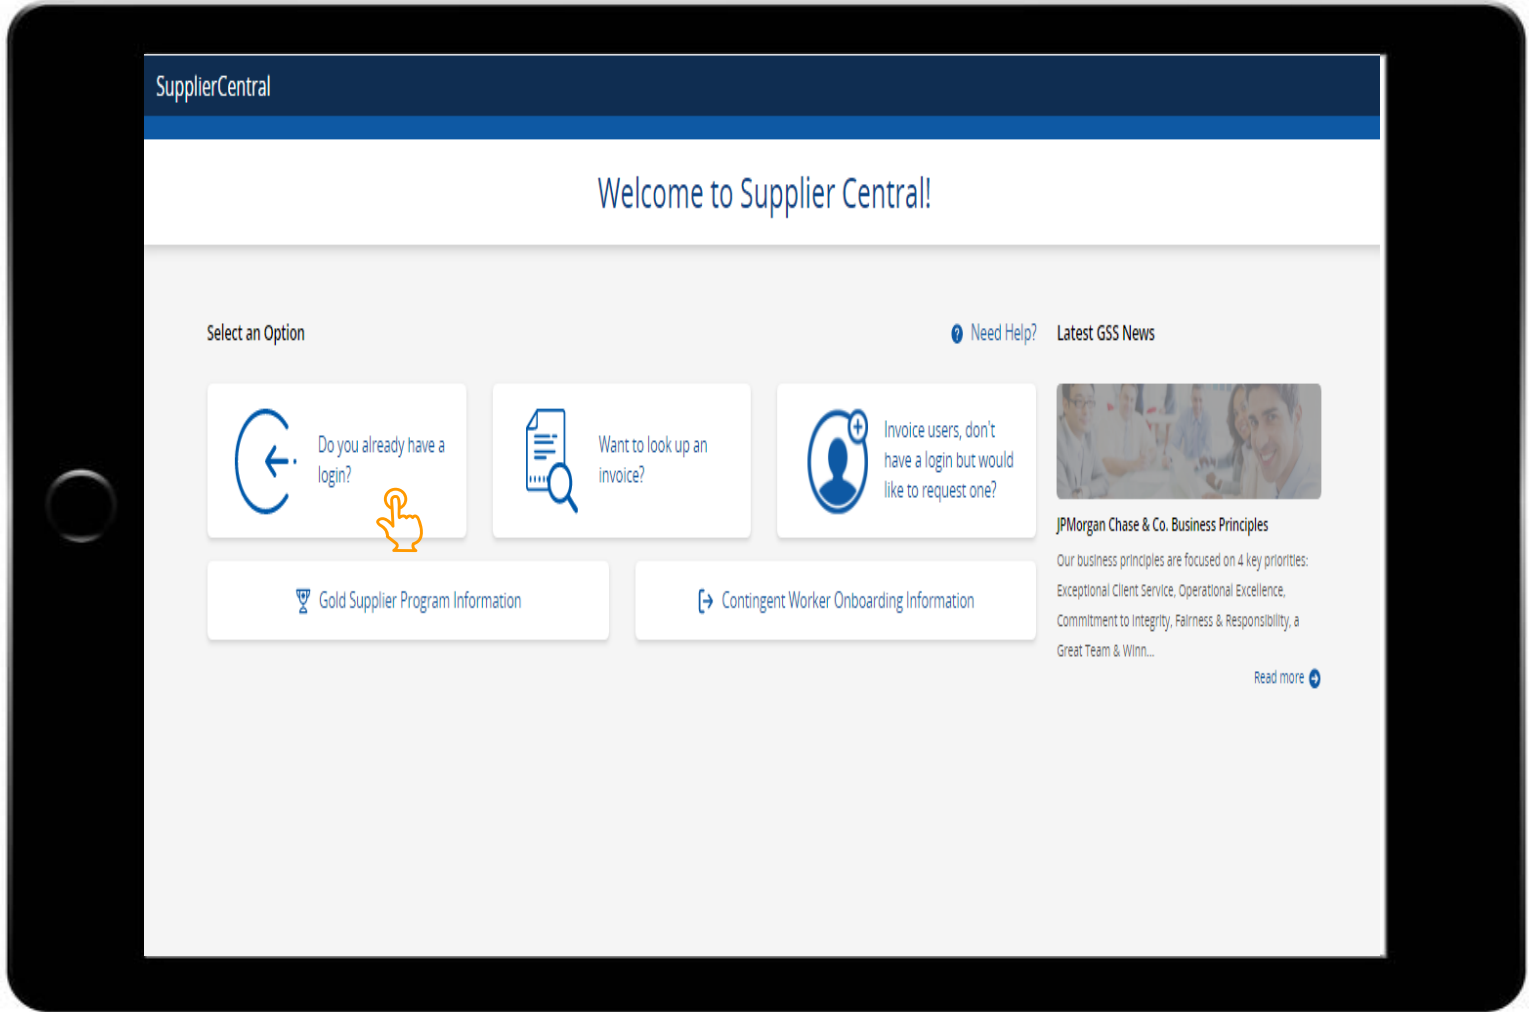 SupplierCentral
Welcome to Supplier Central!
Select an Option
? Need Help?
Latest GSS News
Do you already have a
login?
Want to look up an
invoice?
Invoice users, don't
have a login but would
like to request one?
Gold Supplier Program Information
Contingent Worker Onboarding Information
JPMorgan Chase & Co. Business Principles
Our business principles are focused on 4 key priorities:
Exceptional Client Service, Operational Excellence,
Commitment to Integrity, Fairness & Responsibility, a
Great Team & Winn...
Read more